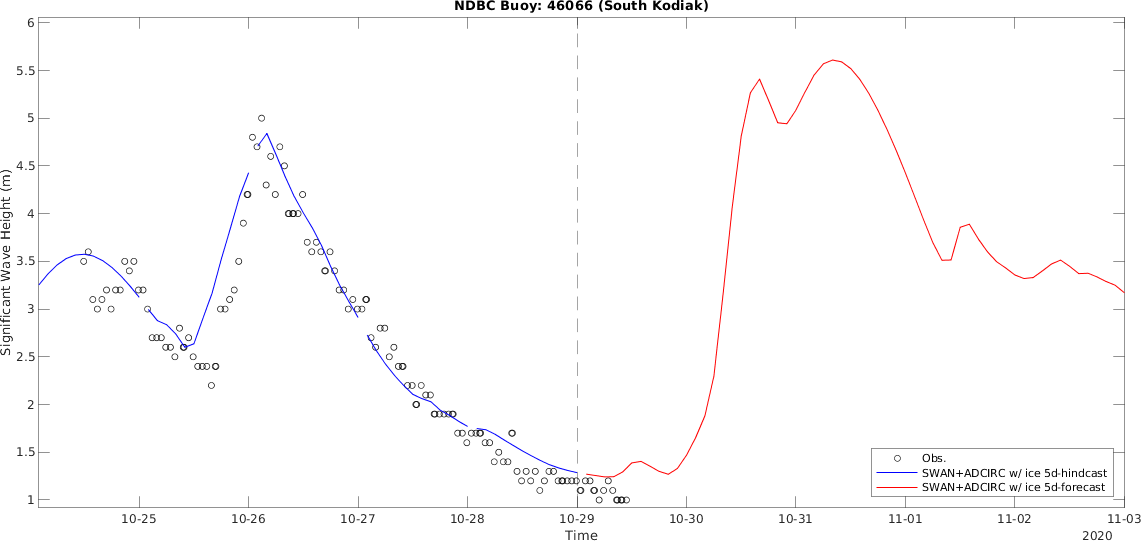 NDBC Buoy: 46066 (South Kodiak)
Significant Wave Height (m)
6
5.5
5
4.5
4
3.5
3
2.5
2
1.5
1
Obs.
SWAN+ADCIRC w/ ice 5d-hindcast
SWAN+ADCIRC w/ ice 5d-forecast
10-25 10-26 10-27 10-28 10-29 10-30 10-31 11-01 11-02 11-03
Time
2020